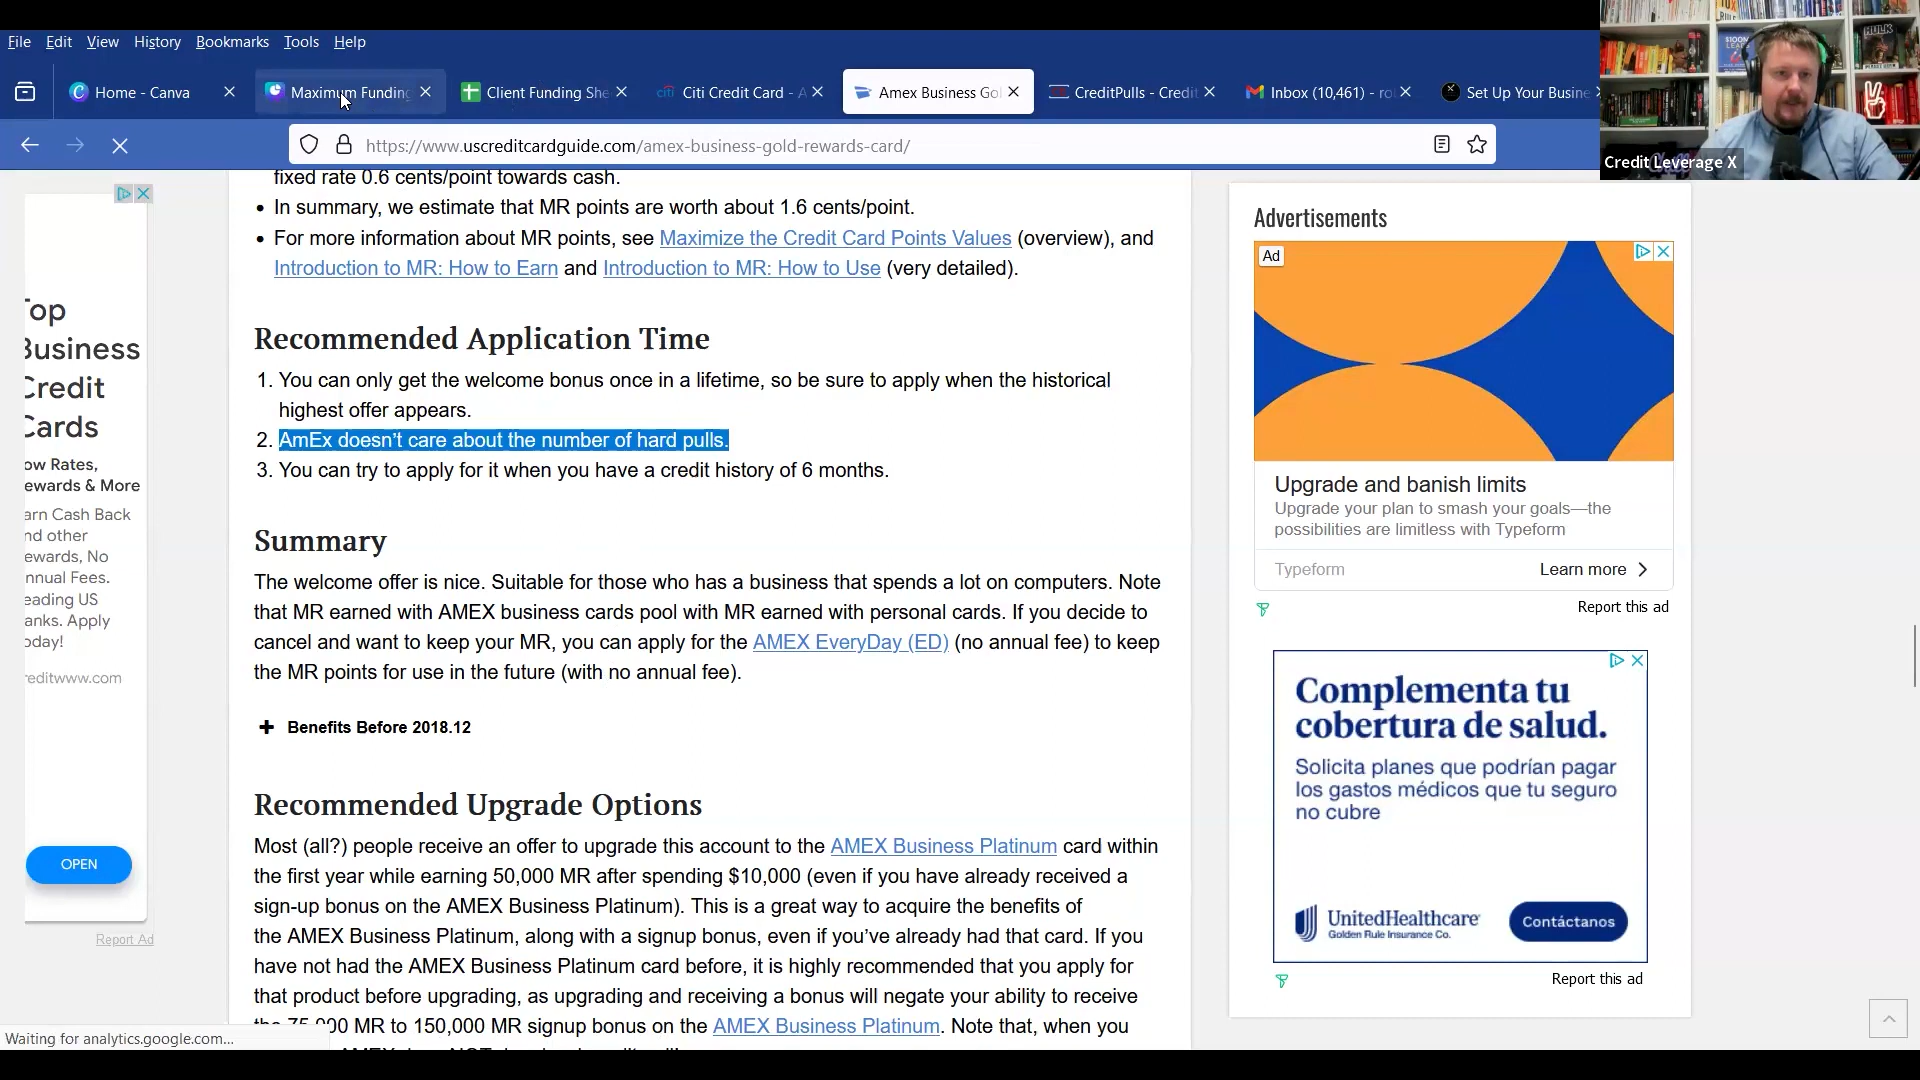 File Edit View History Bookmarks Tools Help
Home - Canva
Maximum Funding
Client Funding She
Citi Credit Card - A
Amex Business Gol
CreditPulls - Credit
Inbox (10,461) - ro
Set Up Your Busine
https://www.uscreditcardguide.com/amex-business-gold-rewards-card/
Credit Leverage X
fixed rate 0.6 cents/point towards cash.
• In summary, we estimate that MR points are worth about 1.6 cents/point.
• For more information about MR points, see Maximize the Credit Card Points Values (overview), and
Introduction to MR: How to Earn and Introduction to MR: How to Use (very detailed).
Recommended Application Time
1. You can only get the welcome bonus once in a lifetime, so be sure to apply when the historical
highest offer appears.
2. AmEx doesn’t care about the number of hard pulls.
3. You can try to apply for it when you have a credit history of 6 months.
Summary
The welcome offer is nice. Suitable for those who has a business that spends a lot on computers. Note
that MR earned with AMEX business cards pool with MR earned with personal cards. If you decide to
cancel and want to keep your MR, you can apply for the AMEX EveryDay (ED) (no annual fee) to keep
the MR points for use in the future (with no annual fee).
+ Benefits Before 2018.12
Recommended Upgrade Options
Most (all?) people receive an offer to upgrade this account to the AMEX Business Platinum card within
the first year while earning 50,000 MR after spending $10,000 (even if you have already received a
sign-up bonus on the AMEX Business Platinum). This is a great way to acquire the benefits of
the AMEX Business Platinum, along with a signup bonus, even if you’ve already had that card. If you
have not had the AMEX Business Platinum card before, it is highly recommended that you apply for
that product before upgrading, as upgrading and receiving a bonus will negate your ability to receive
the 75,000 MR to 150,000 MR signup bonus on the AMEX Business Platinum. Note that, when you
Waiting for analytics.google.com...
op
Business
Credit
Cards
ow Rates,
ewards & More
arn Cash Back
nd other
ewards, No
nnual Fees.
eading US
anks. Apply
oday!
reditwww.com
OPEN
Report Ad
Advertisements
Ad
Upgrade and banish limits
Upgrade your plan to smash your goals—the
possibilities are limitless with Typeform
Typeform
Learn more
Report this ad
Complementa tu
cobertura de salud.
Solicita planes que podrían pagar
los gastos médicos que tu seguro
no cubre
UnitedHealthcare
Golden Rule Insurance Co.
Contáctanos
Report this ad
HULK
$100M